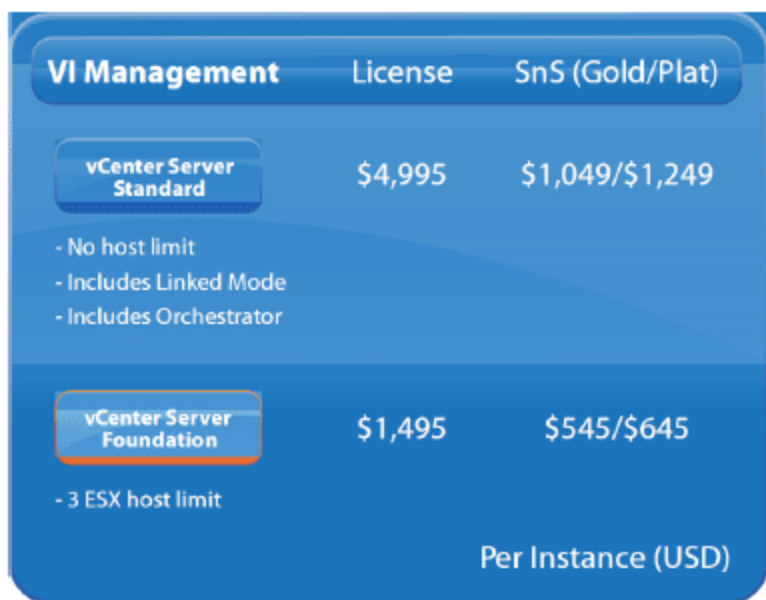 VI Management License SnS (Gold/Plat)
vCenter Server
Standard
$4,995 $1,049/$1,249
- No host limit
- Includes Linked Mode
- Includes Orchestrator
vCenter Server
Foundation
$1,495 $545/$645
- 3 ESX host limit
Per Instance (USD)